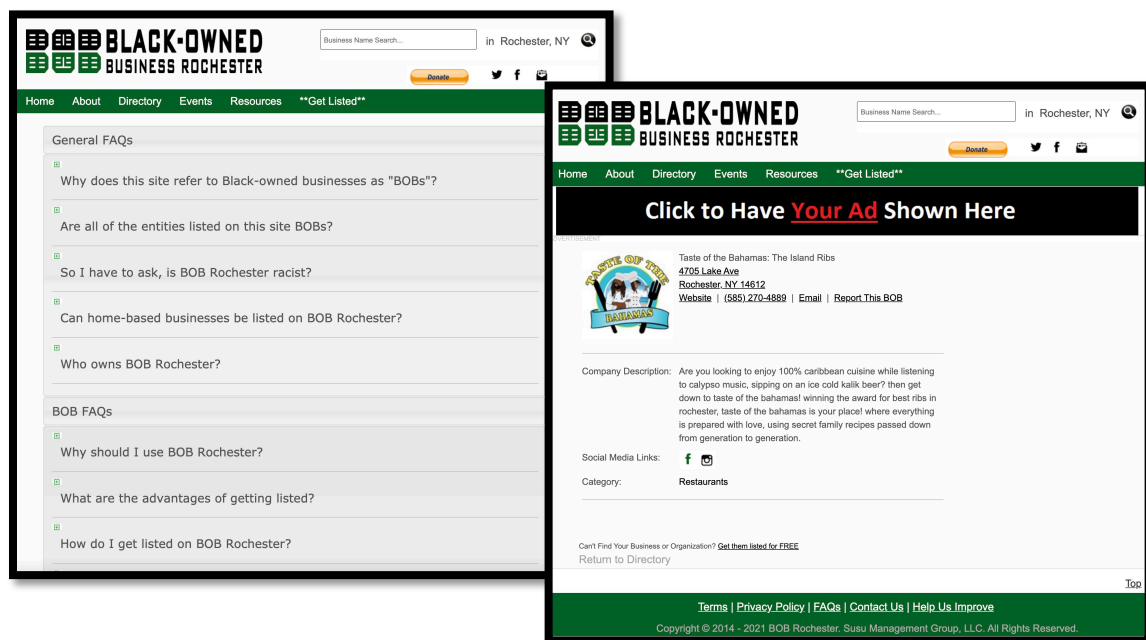 BLACK-OWNED
BUSINESS ROCHESTER
Business Name Search...
in Rochester, NY
Donate
Home About Directory Events Resources **Get Listed**
General FAQs
Why does this site refer to Black-owned businesses as "BOBs"?
Are all of the entities listed on this site BOBs?
So I have to ask, is BOB Rochester racist?
Can home-based businesses be listed on BOB Rochester?
Who owns BOB Rochester?
BOB FAQs
Why should I use BOB Rochester?
What are the advantages of getting listed?
How do I get listed on BOB Rochester?
BLACK-OWNED
BUSINESS ROCHESTER
Business Name Search...
in Rochester, NY
Donate
Home About Directory Events Resources **Get Listed**
Click to Have Your Ad Shown Here
VERTISEMENT
TASTE OF THE
BAHAMAS
Taste of the Bahamas: The Island Ribs
4705 Lake Ave
Rochester, NY 14612
Website | (585) 270-4889 | Email | Report This BOB
Company Description: Are you looking to enjoy 100% caribbean cuisine while listening
to calypso music, sipping on an ice cold kalik beer? then get
down to taste of the bahamas! winning the award for best ribs in
rochester, taste of the bahamas is your place! where everything
is prepared with love, using secret family recipes passed down
from generation to generation.
Social Media Links:
Category: Restaurants
Can't Find Your Business or Organization? Get them listed for FREE
Return to Directory
Top
Terms | Privacy Policy | FAQs | Contact Us | Help Us Improve
Copyright © 2014 - 2021 BOB Rochester. Susu Management Group, LLC. All Rights Reserved.